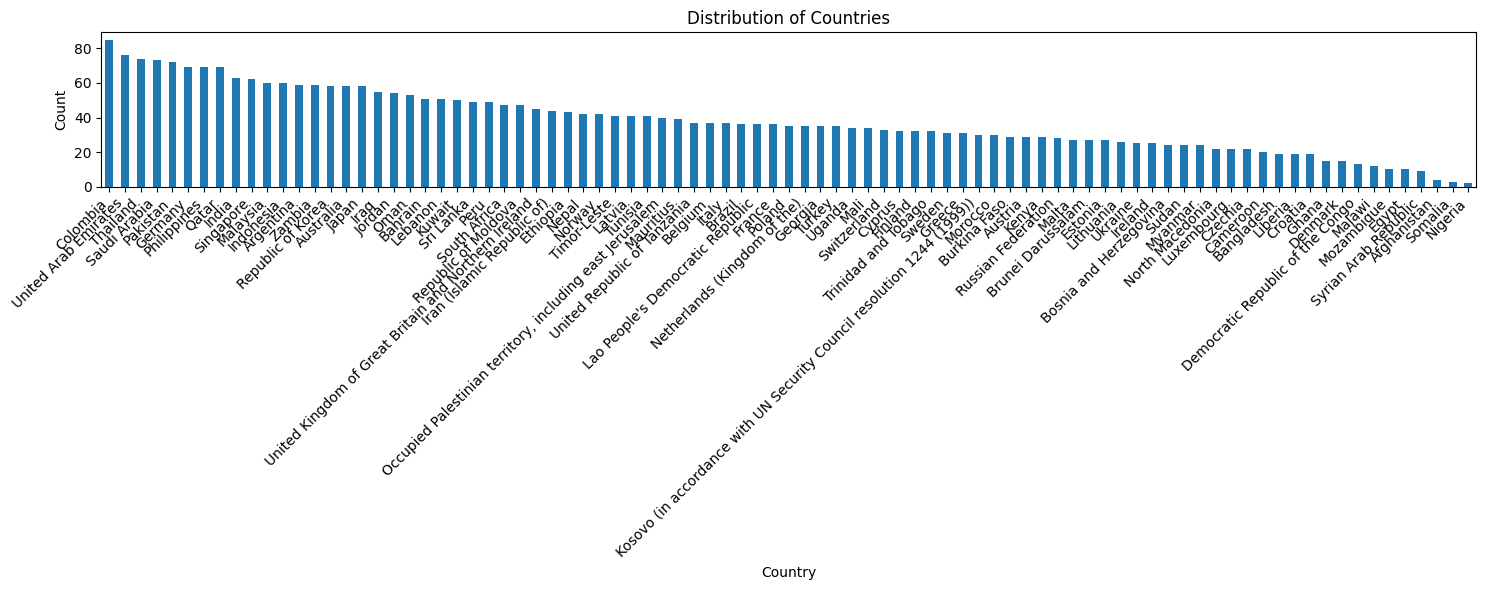 Distribution of Countries
Count
80
60
40
20
0
Colombia
United Arab Emirates
Thailand
Saudi Arabia
Pakistan
Germany
Philippines
Qatar
India
Singapore
Malaysia
Indonesia
Argentina
Zambia
Republic of Korea
Australia
Japan
Iraq
Jordan
Oman
Bahrain
Lebanon
Kuwait
Sri Lanka
Peru
South Africa
Republic of Moldova
United Kingdom of Great Britain and Northern Ireland
Iran (Islamic Republic of)
Ethiopia
Nepal
Norway
Timor-Leste
Latvia
Tunisia
Occupied Palestinian territory, including east Jerusalem
Mauritius
United Republic of Tanzania
Belgium
Italy
Brazil
Lao People's Democratic Republic
France
Poland
Netherlands (Kingdom of the)
Georgia
Turkey
Uganda
Mali
Switzerland
Cyprus
Finland
Trinidad and Tobago
Sweden
Greece
Kosovo (in accordance with UN Security Council resolution 1244 (1999))
Morocco
Burkina Faso
Austria
Kenya
Russian Federation
Malta
Brunei Darussalam
Estonia
Lithuania
Ukraine
Ireland
Bosnia and Herzegovina
Sudan
Myanmar
North Macedonia
Luxembourg
Czechia
Cameroon
Bangladesh
Liberia
Croatia
Ghana
Denmark
Democratic Republic of the Congo
Malawi
Mozambique
Egypt
Syrian Arab Republic
Afghanistan
Somalia
Nigeria
Country